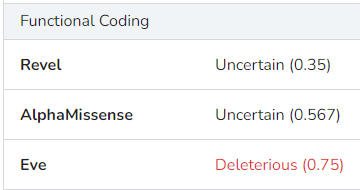 Functional Coding
Revel Uncertain (0.35)
AlphaMissense Uncertain (0.567)
Eve Deleterious (0.75)